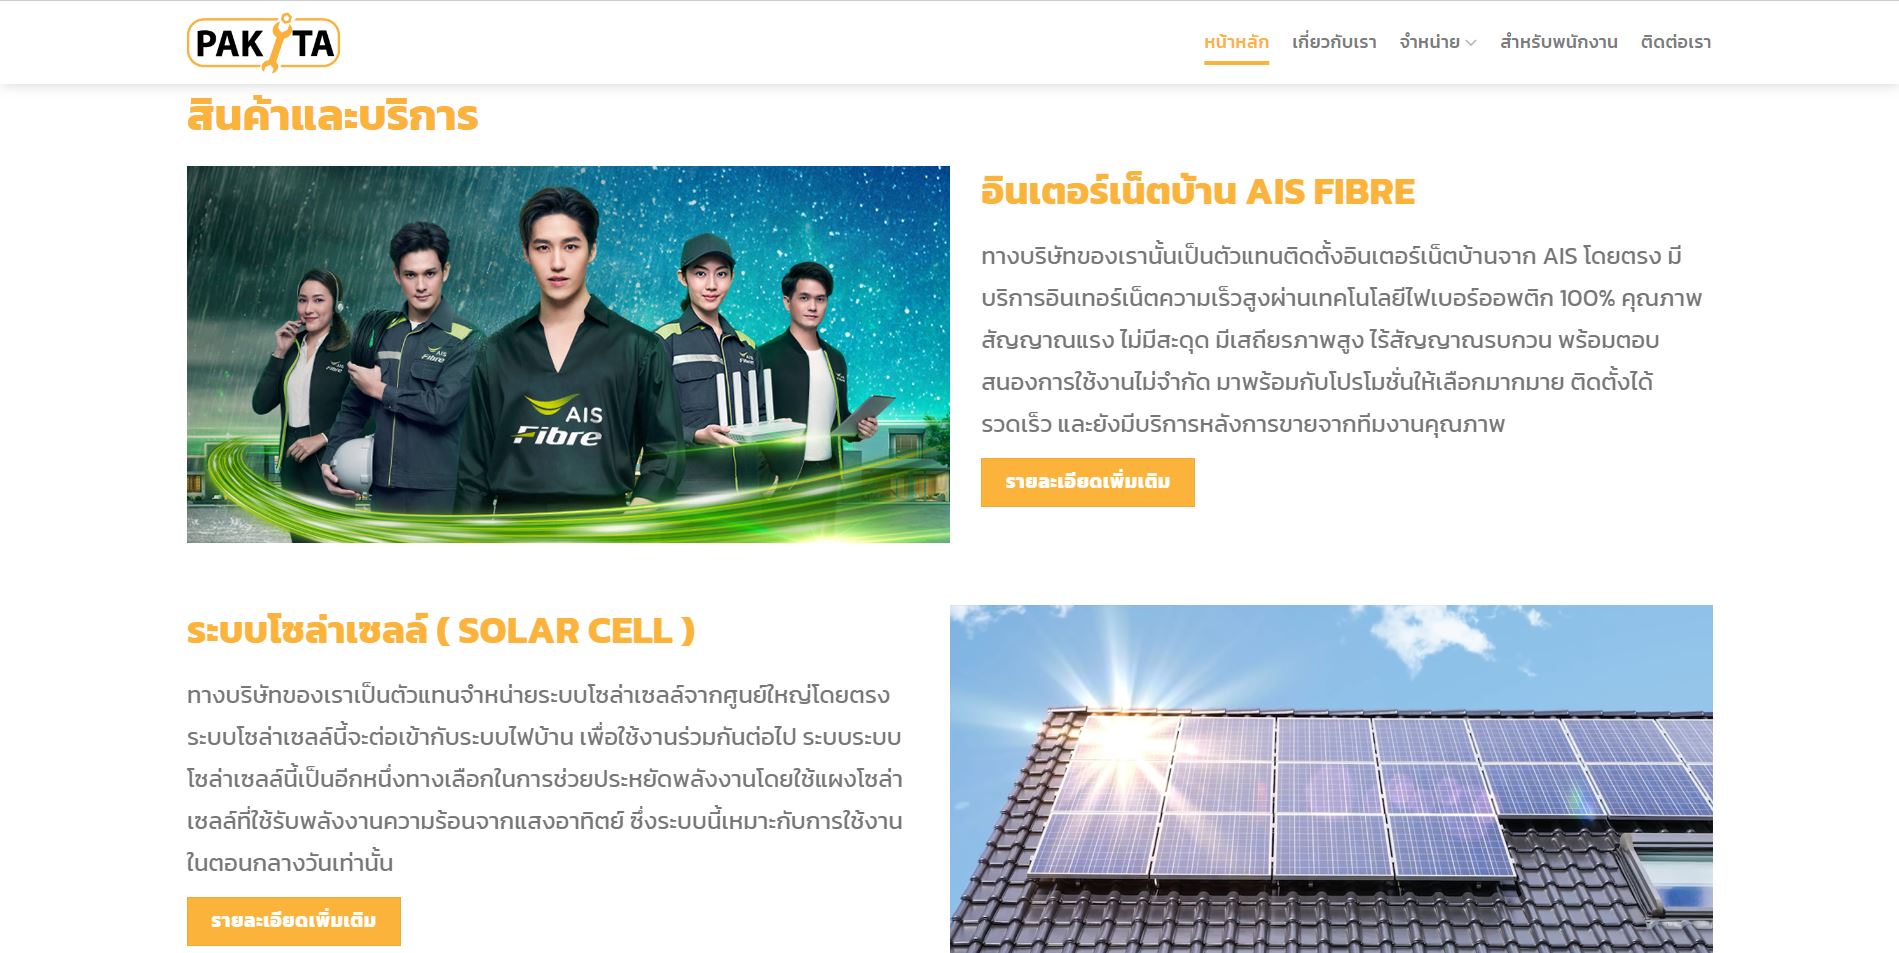 PAKITA
หน้าหลัก เกี่ยวกับเรา จำหน่าย สำหรับพนักงาน ติดต่อเรา
สินค้าและบริการ
AIS
Fibre
AIS
Fibre
AIS
Fibre
AIS
Fibre
อินเตอร์เน็ตบ้าน AIS FIBRE
ทางบริษัทของเรานั้นเป็นตัวแทนติดตั้งอินเตอร์เน็ตบ้านจาก AIS โดยตรง มี
บริการอินเทอร์เน็ตความเร็วสูงผ่านเทคโนโลยีไฟเบอร์ออพติก 100% คุณภาพ
สัญญาณแรง ไม่มีสะดุด มีเสถียรภาพสูง ไร้สัญญาณรบกวน พร้อมตอบ
สนองการใช้งานไม่จำกัด มาพร้อมกับโปรโมชั่นให้เลือกมากมาย ติดตั้งได้
รวดเร็ว และยังมีบริการหลังการขายจากทีมงานคุณภาพ
รายละเอียดเพิ่มเติม
ระบบโซล่าเซลล์ ( SOLAR CELL )
ทางบริษัทของเราเป็นตัวแทนจำหน่ายระบบโซล่าเซลล์จากศูนย์ใหญ่โดยตรง
ระบบโซล่าเซลล์นี้จะต่อเข้ากับระบบไฟบ้าน เพื่อใช้งานร่วมกันต่อไป ระบบระบบ
โซล่าเซลล์นี้เป็นอีกหนึ่งทางเลือกในการช่วยประหยัดพลังงานโดยใช้แผงโซล่า
เซลล์ที่ใช้รับพลังงานความร้อนจากแสงอาทิตย์ ซึ่งระบบนี้เหมาะกับการใช้งาน
ในตอนกลางวันเท่านั้น
รายละเอียดเพิ่มเติม